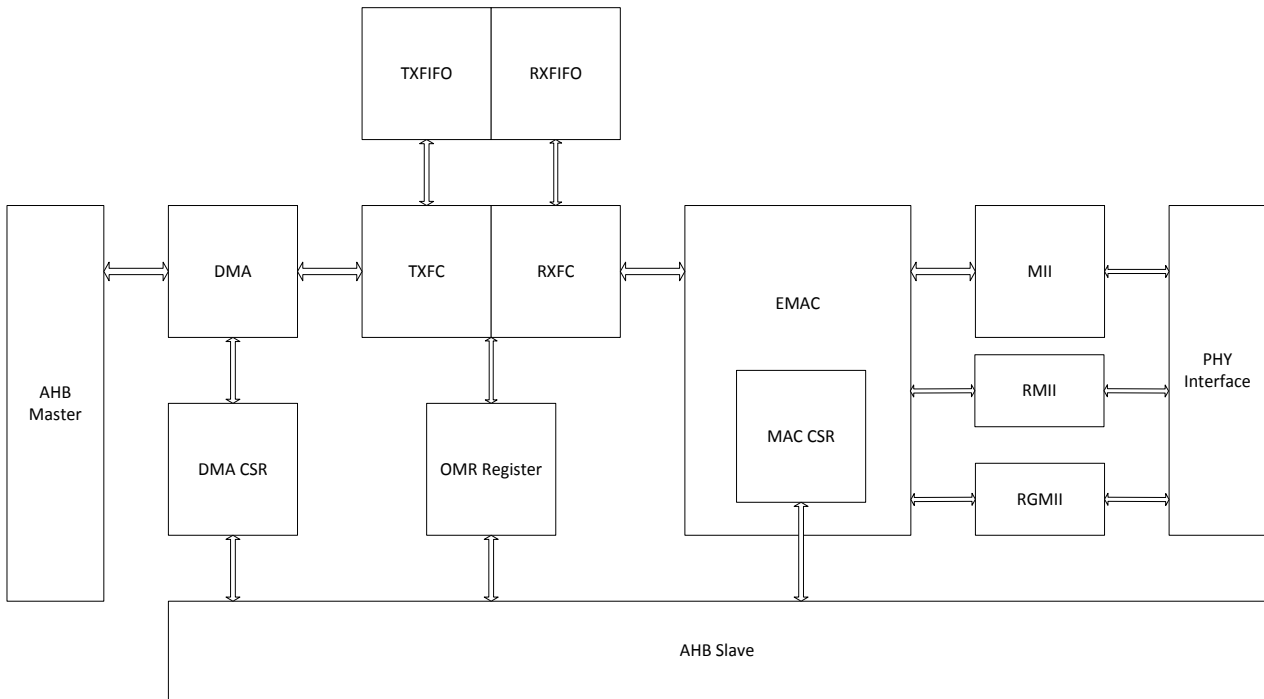 TXFIFO
RXFIFO
AHB
Master
DMA
TXFC
RXFC
EMAC
MII
PHY
Interface
DMA CSR
OMR Register
MAC CSR
RMII
RGMII
AHB Slave